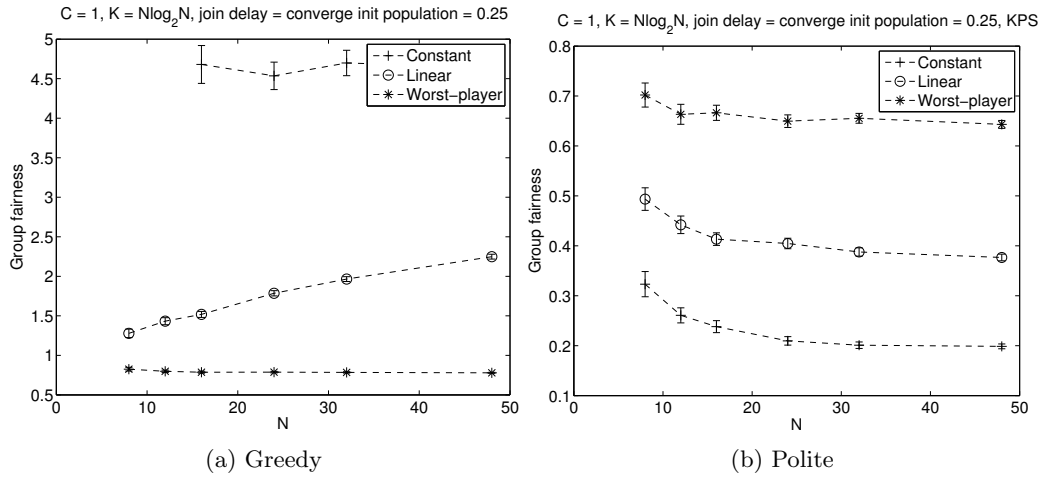 C = 1, K = Nlog2N, join delay = converge init population = 0.25
5
4.5
4
3.5
3
2.5
2
1.5
1
0.5
Group fairness
Constant
Linear
Worst−player
0 10 20 30 40 50
N
(a) Greedy
C = 1, K = Nlog2N, join delay = converge init population = 0.25, KPS
0.8
0.7
0.6
0.5
0.4
0.3
0.2
0.1
Group fairness
Constant
Linear
Worst−player
0 10 20 30 40 50
N
(b) Polite